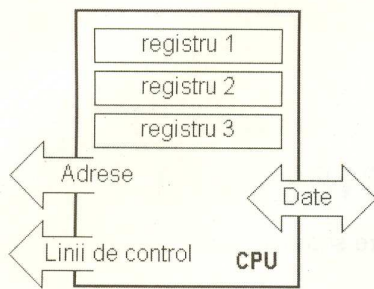 registru 1
registru 2
registru 3
Adrese
Date
Linii de control
CPU